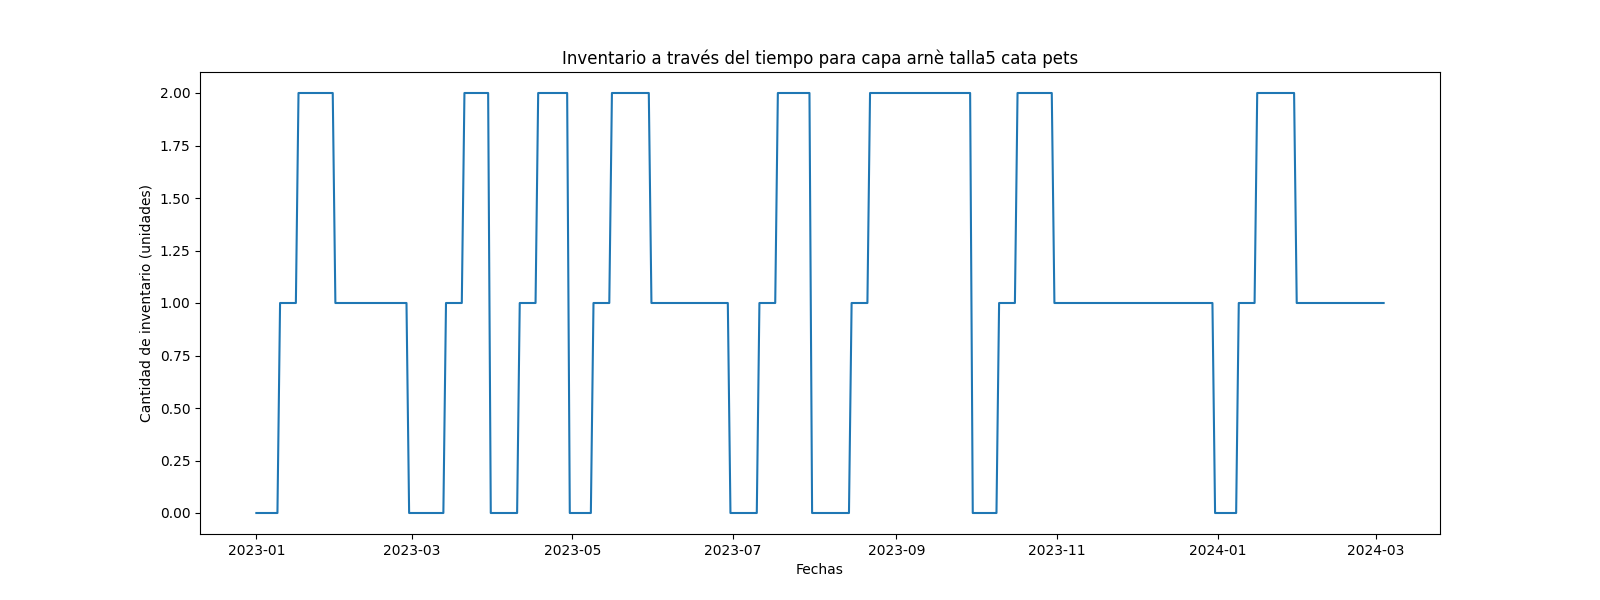 Inventario a través del tiempo para capa arnè talla5 cata pets
Cantidad de inventario (unidades)
2.00
1.75
1.50
1.25
1.00
0.75
0.50
0.25
0.00
2023-01 2023-03 2023-05 2023-07 2023-09 2023-11 2024-01 2024-03
Fechas